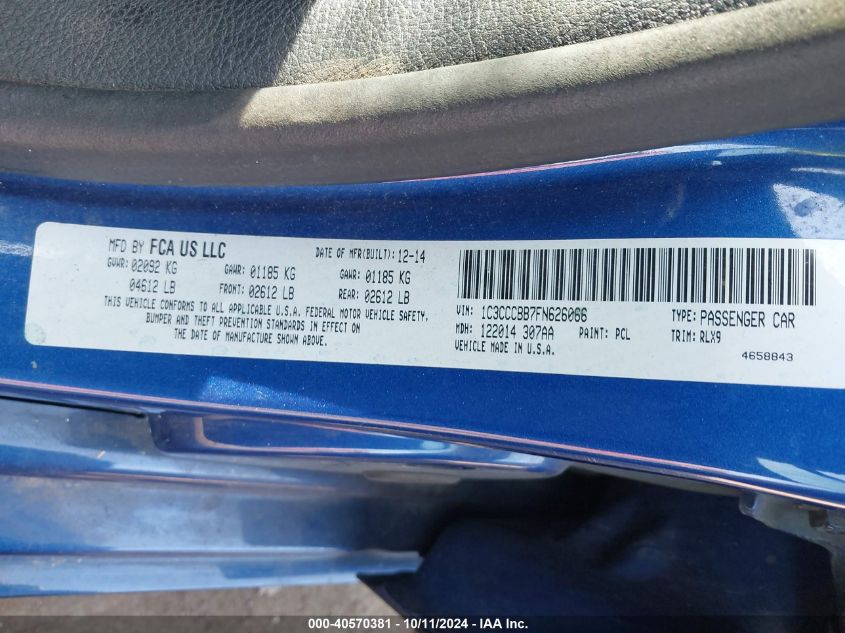 MFD BY FCA US LLC
DATE OF MFR(BUILT): 12-14
GVWR: 02092 KG GAWR: 01185 KG GAWR: 01185 KG
04612 LB FRONT: 02612 LB REAR: 02612 LB
THIS VEHICLE CONFORMS TO ALL APPLICABLE U.S.A. FEDERAL MOTOR VEHICLE SAFETY,
BUMPER AND THEFT PREVENTION STANDARDS IN EFFECT ON
THE DATE OF MANUFACTURE SHOWN ABOVE.
VIN: 1C3CCCBB7FN626066 TYPE: PASSENGER CAR
MDH: 122014 307AA PAINT: PCL TRIM: RLX9
VEHICLE MADE IN U.S.A.
4658843
000-40570381 - 10/11/2024 - IAA Inc.